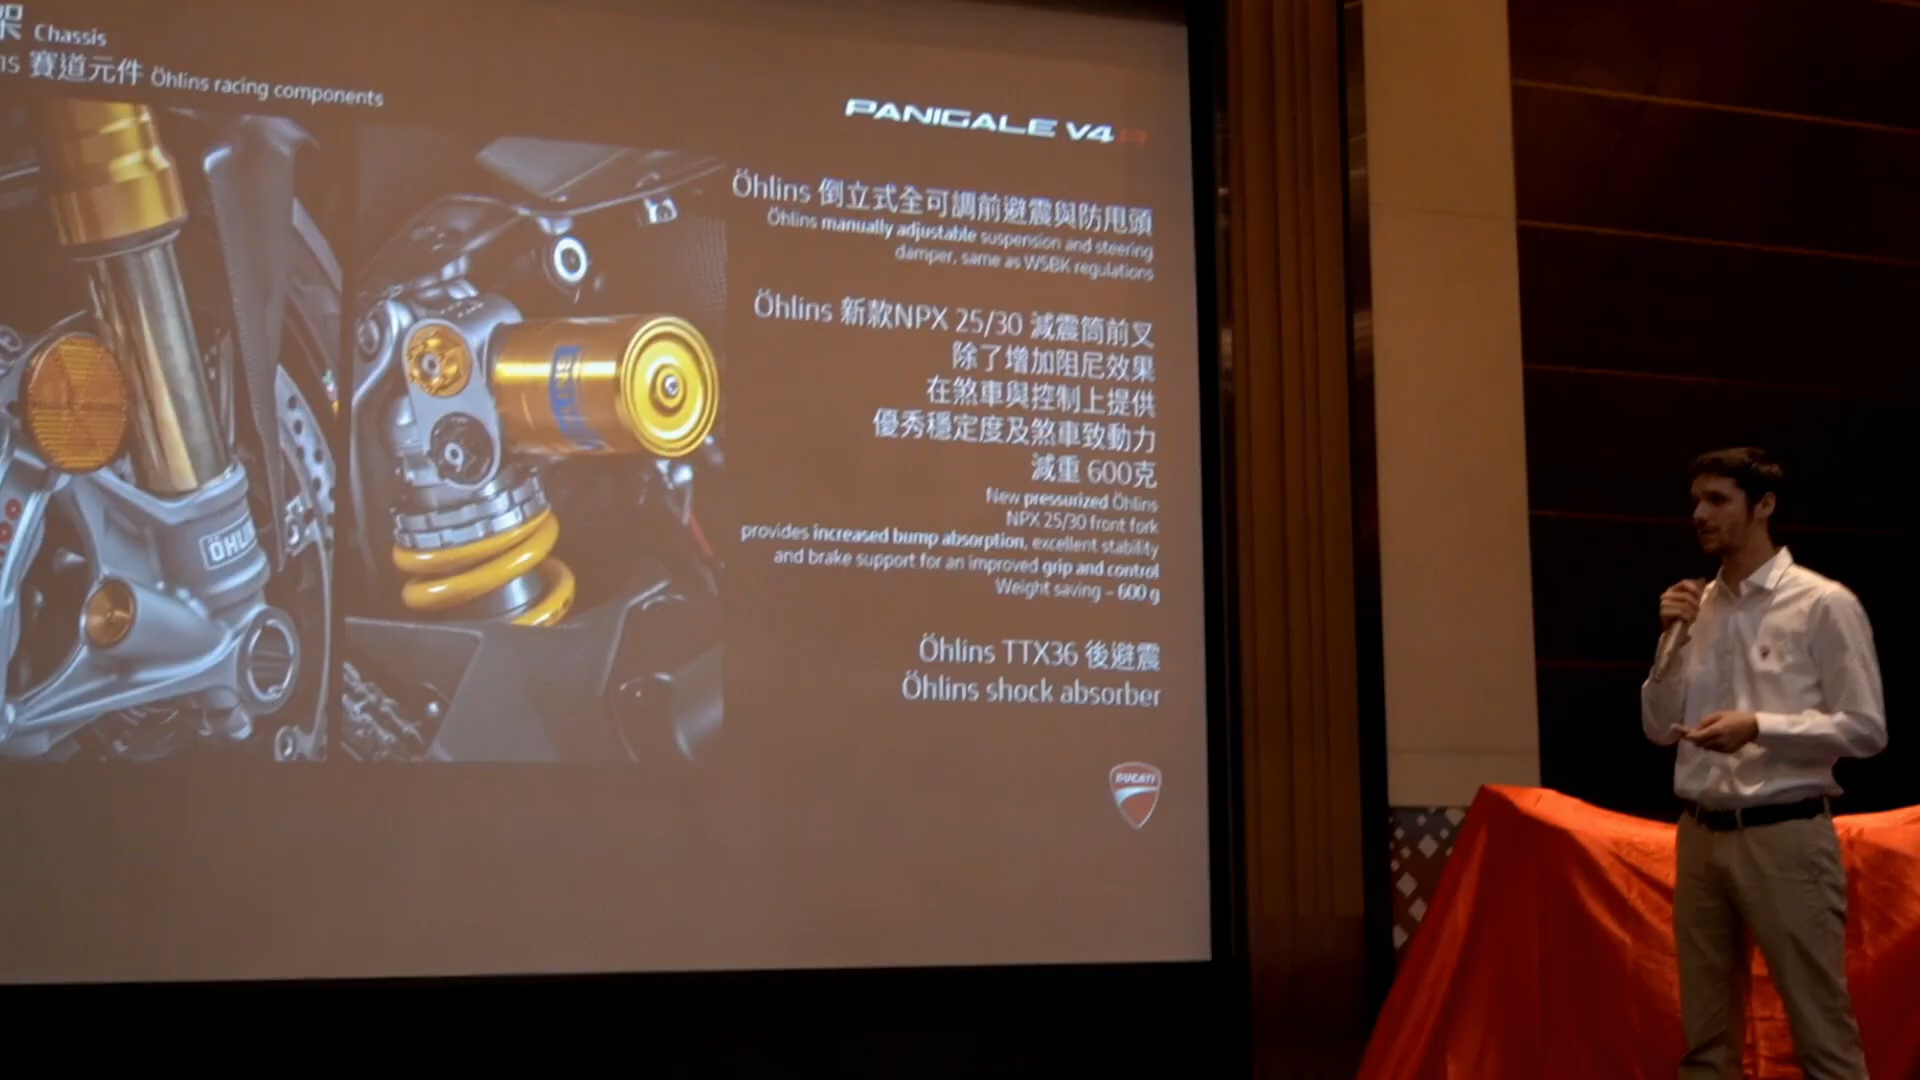 架 Chassis
ns 賽道元件 Öhlins racing components
PANIGALE V4 R
Öhlins 倒立式全可調前避震與防甩頭
Öhlins manually adjustable suspension and steering
damper, same as WSBK regulations
Öhlins 新款NPX 25/30 減震筒前叉
除了增加阻尼效果
在煞車與控制上提供
優秀穩定度及煞車致動力
減重 600克
New pressurized Öhlins
NPX 25/30 front fork
provides increased bump absorption, excellent stability
and brake support for an improved grip and control
Weight saving – 600 g
Öhlins TTX36 後避震
Öhlins shock absorber
DUCATI
ÖHLI